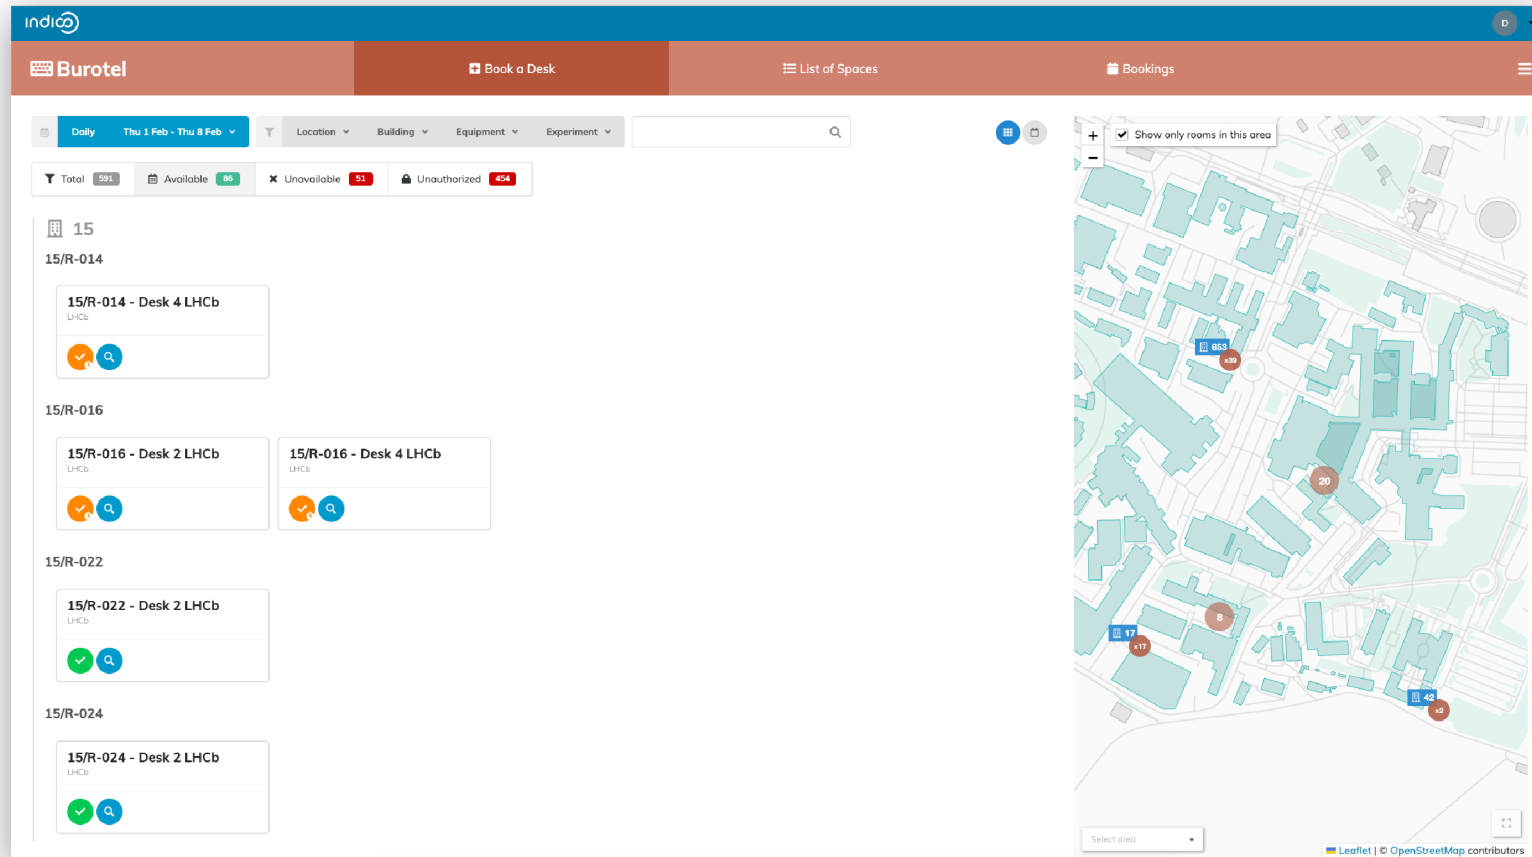 indico
D
Burotel
Book a Desk
List of Spaces
Bookings
Daily Thu 1 Feb - Thu 8 Feb
Location Building Equipment Experiment
Total 591 Available 86 Unavailable 51 Unauthorized 454
15
15/R-014
15/R-014 - Desk 4 LHCb
LHCb
15/R-016
15/R-016 - Desk 2 LHCb
LHCb
15/R-016 - Desk 4 LHCb
LHCb
15/R-022
15/R-022 - Desk 2 LHCb
LHCb
15/R-024
15/R-024 - Desk 2 LHCb
LHCb
+
−
Show only rooms in this area
653
x39
20
8
17
x17
42
x2
Select area
Leaflet | © OpenStreetMap contributors